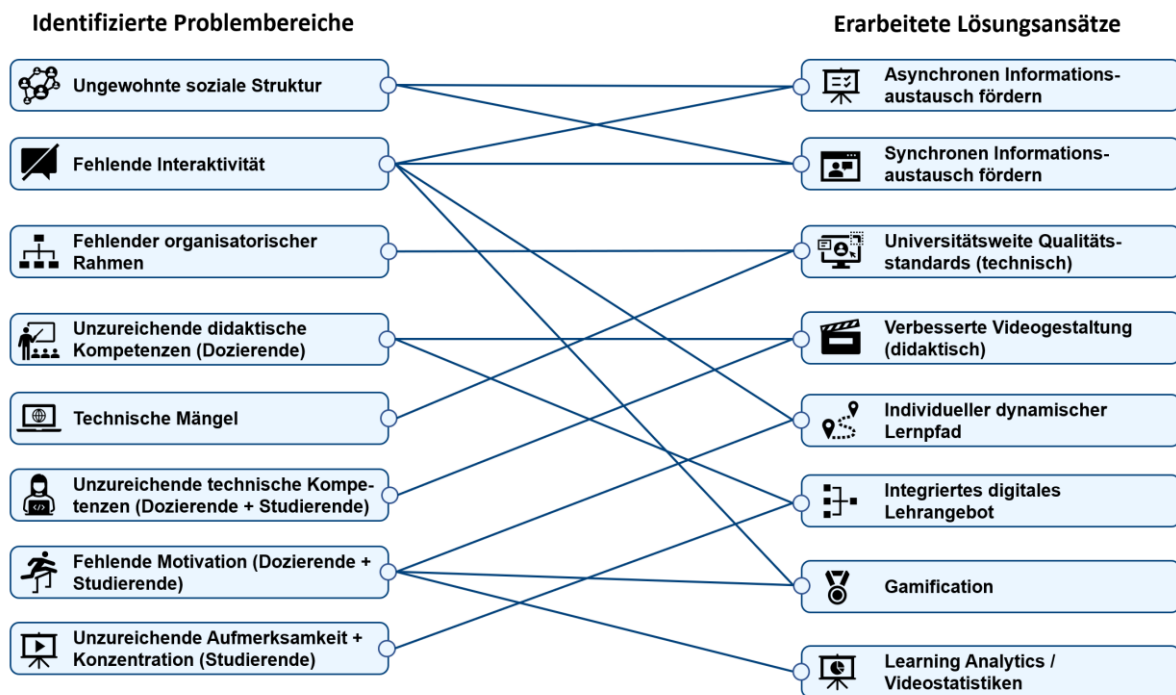 Identifizierte Problembereiche
Ungewohnte soziale Struktur
Fehlende Interaktivität
Fehlender organisatorischer
Rahmen
Unzureichende didaktische
Kompetenzen (Dozierende)
Technische Mängel
Unzureichende technische Kompe-
tenzen (Dozierende + Studierende)
Fehlende Motivation (Dozierende +
Studierende)
Unzureichende Aufmerksamkeit +
Konzentration (Studierende)
Erarbeitete Lösungsansätze
Asynchronen Informations-
austausch fördern
Synchronen Informations-
austausch fördern
Universitätsweite Qualitäts-
standards (technisch)
Verbesserte Videogestaltung
(didaktisch)
Individueller dynamischer
Lernpfad
Integriertes digitales
Lehrangebot
Gamification
Learning Analytics /
Videostatistiken